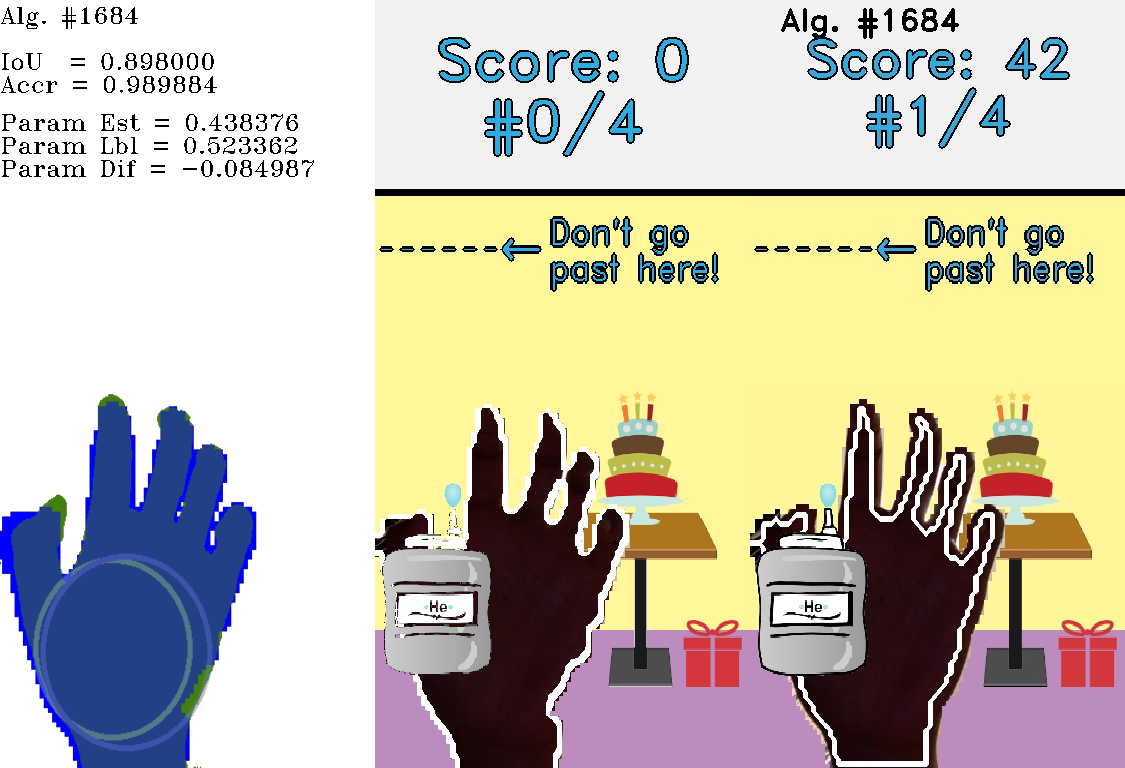 Alg. #1684
IoU = 0.898000
Accr = 0.989884
Param Est = 0.438376
Param Lbl = 0.523362
Param Dif = −0.084987
Score: 0
#0/4
Don't go
past here!
He
Alg. #1684
Score: 42
#1/4
Don't go
past here!
He